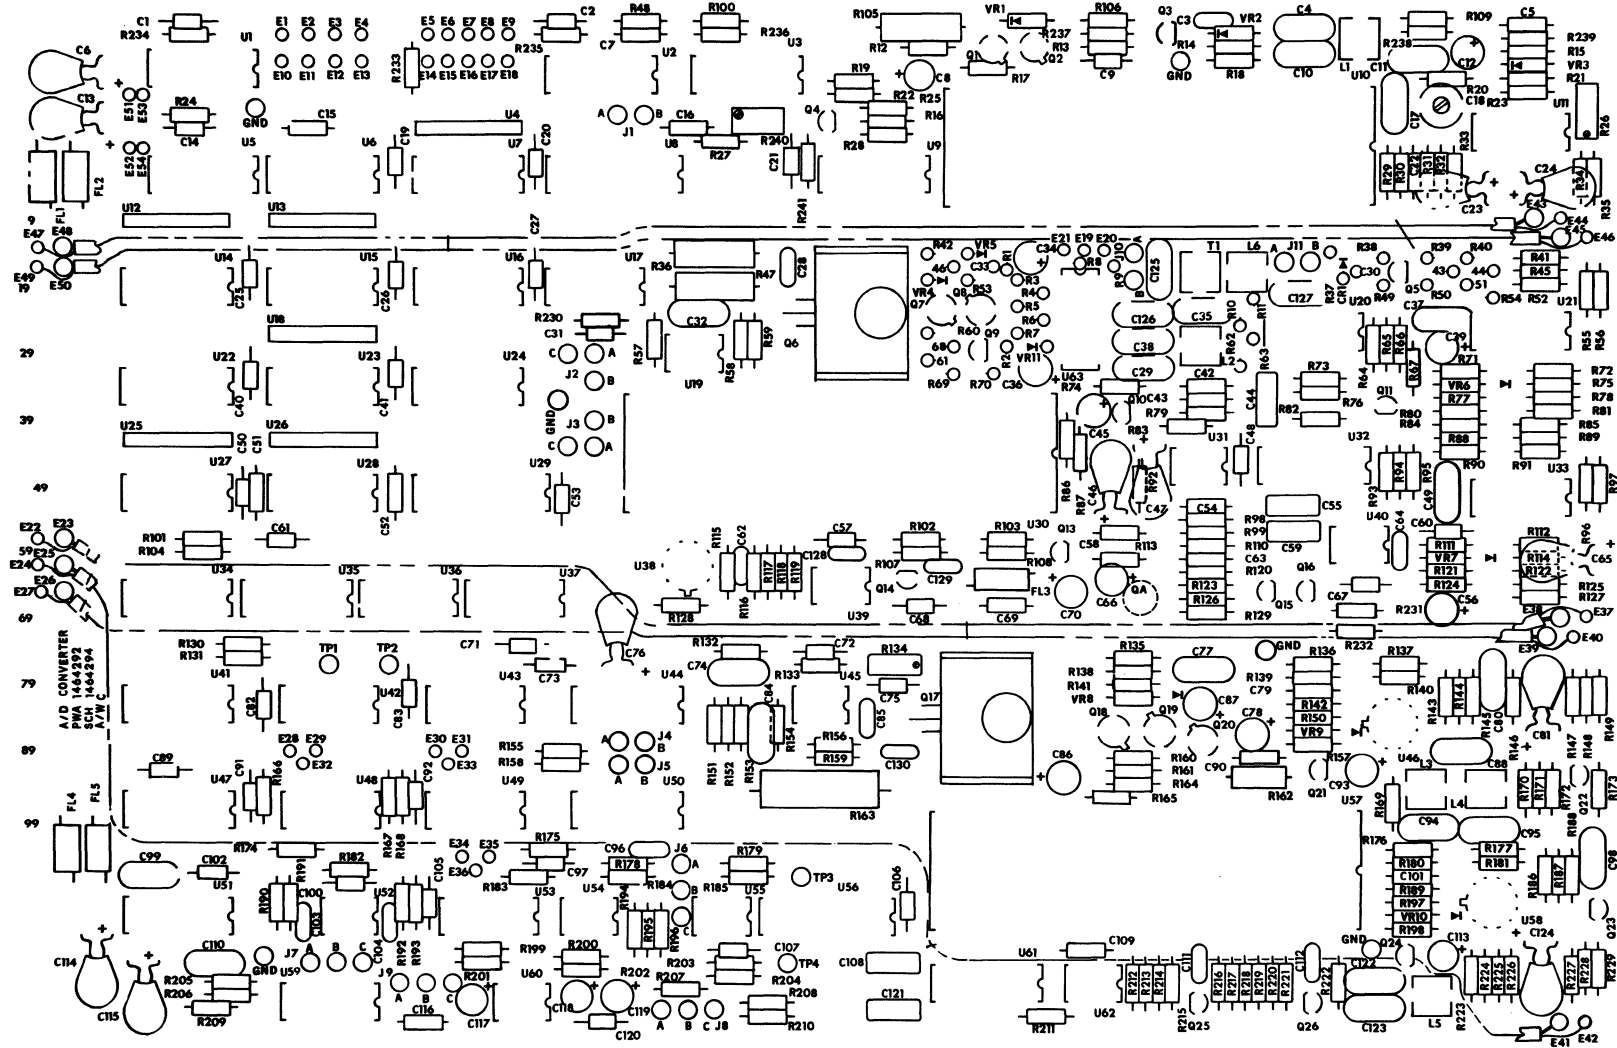 C1 E1 E2 E3 E4 E5 E6 E7 E8 E9 C2 R48 R100 R105 VR1 R106 Q3 C3 VR2 C4 R109 C5
R234 U1 R235 C7 U2 R236 U3 R12 Q1 R237 R13 Q2 R14 GND R18 C10 L1 U10 R238 C11 C12 R239 R15 VR3 R21
C6 E10 E11 E12 E13 R233 E14 E15 E16 E17 E18 R19 C8 R25 R17 C9 R20 C18 R23 U11 R26
C13 E51 E53 R24 GND C15 C19 U4 A B C16 R240 Q4 R22 R16 C17 R33
C14 U5 U6 U7 C20 J1 U8 R27 C21 R28 U9
E52 E54 FL1 FL2 R241 R29 R30 C22 R31 R32 C23 C24 R34 R35
9 U12 U13 C27 E43 E44 E45 E46
E47 E48 U14 U15 U16 U17 R36 R47 C28 R42 VR5 C33 R1 C34 E21 E19 E20 R8 R9 J10 A B C125 T1 L6 A J11 B R38 R39 R40 R41
E49 E50 19 C25 C26 46 VR4 Q8 R53 R3 R4 R5 R6 R7 C127 R37 CR1 C30 R49 Q5 43 R50 44 51 R54 R45 R52 U21
U18 R230 C31 C32 R59 Q6 Q7 R60 Q9 C126 C35 R10 R11 U20 C37 C39 R55 R56
29 U22 U23 U24 C A R57 U19 R58 68 61 R2 VR11 C38 R62 L2 R63 R64 R65 R66 R67 R71 R72
J2 B R69 R70 C36 U63 C29 R74 C42 R73 R76 Q11 VR6 R77 R75 R78 R81
C40 C41 GND J3 B C A C45 Q10 C43 R79 C44 R82 R80 R84 R85 R89
39 U25 U26 C50 C51 R83 U31 C48 U32 R88 R90 R91 U33
49 U27 U28 U29 C53 C52 R86 R87 C46 R92 C47 C54 C55 R93 R94 R95 C49 R97
E22 E23 R101 R104 C61 U38 R115 C62 C57 R102 R103 U30 Q13 C58 R98 R99 R110 C63 C59 U40 C64 C60 R112 R96
59 E25 E24 R117 R118 R119 C128 R107 C129 R108 R113 R120 Q16 R111 VR7 R121 R124 R114 VR122 C65
E26 E27 U34 U35 U36 U37 R116 R128 U39 Q14 C68 C69 FL3 C70 C66 QA R123 R126 R129 Q15 C67 R231 C56 R125 R127
69 E38 E37 E39 E40
A/D CONVERTER
PWA 1464292
SCH 1464294
A/W C
R130 R131 TP1 TP2 C71 C73 C76 R132 C74 R133 C72 R134 C75 R135 R138 R141 VR8 C77 GND R232 R136 R139 C79 R137 R140
79 U41 C82 U42 C83 U43 U44 C84 U45 C85 Q17 Q18 Q19 C87 Q20 C78 R142 R150 VR9 R143 R144 R145 C80 R146 C81 R147 R148 R149
89 E28 E29 E32 E30 E31 E33 R155 R158 A B J4 A B J5 R151 R152 R153 R154 R156 R159 C130 C86 R160 R161 R164 C90 R157 U46 L3 C88
C89 U47 C91 R166 U48 C92 U49 U50 R163 R165 R162 Q21 C93 U57 R169 L4 R170 R171 R172 Q22 R173
99 FL4 FL5 R174 R167 R168 R175 C96 J6 R179 R176 C94 C95 R188
C99 C102 R191 R182 C105 E34 E35 E36 R183 C97 R178 A R184 R185 TP3 U56 C106 R180 C101 R177 R181 R186 R187 C98
U51 R190 C100 C103 U52 C104 R192 R193 U53 U54 R194 R195 R196 B C U55 R189 R197 VR10 R198 U58 Q23
C114 C110 GND J7 A B C J9 A B C R201 R199 R200 R202 R203 C107 TP4 C108 U61 C109 C111 C112 GND Q24 C113 C124
C115 R205 R206 R209 U59 C116 C117 U60 C118 C119 C120 R207 A B C J8 R204 R208 R210 C121 R211 U62 R212 R213 R214 R215 Q25 R216 R217 R218 R219 R220 R221 Q26 R222 C122 C123 L5 R223 R224 R225 R226 R227 R228 R229
E41 E42